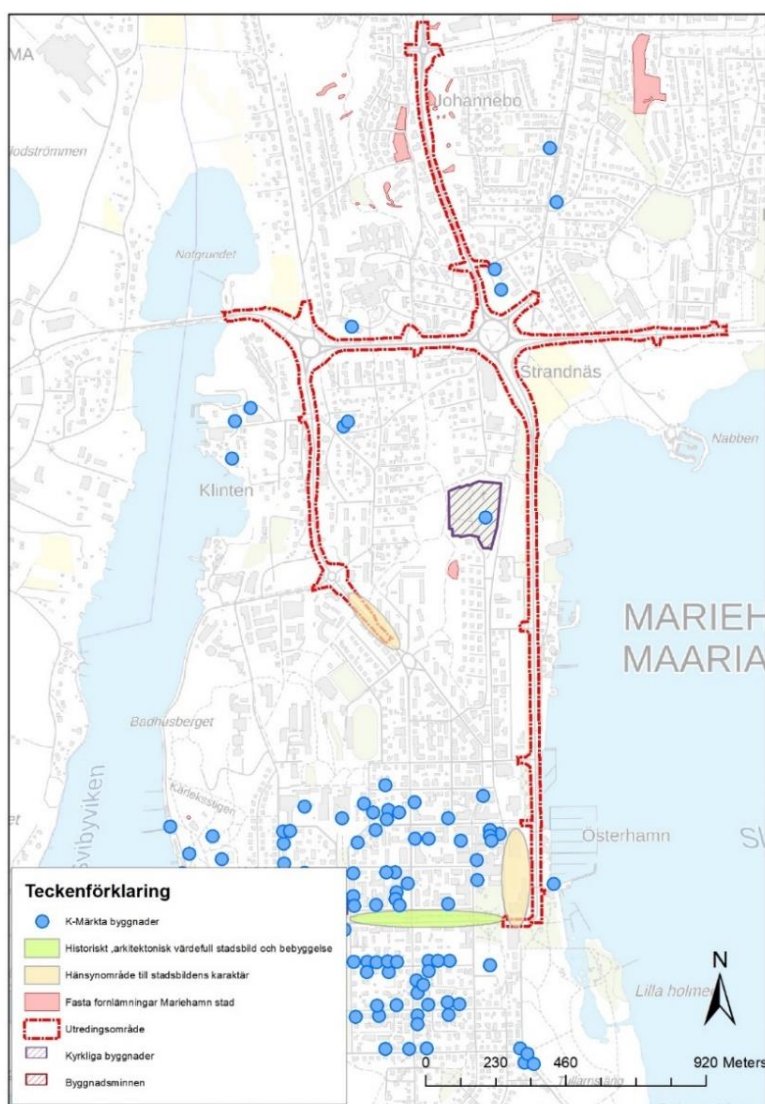 MA
Johannebo
lodströmmen
Notgrundet
Strandnäs
Nabben
Klinten
MARIEH
MAARIA
Badhusberget
Kärleksstigen
Svibyviken
Österhamn
Lilla holmen
Tullarnsäng
Teckenförklaring
K-Märkta byggnader
Historiskt ,arkitektonisk värdefull stadsbild och bebyggelse
Hänsynområde till stadsbildens karaktär
Fasta fornlämningar Mariehamn stad
Utredingsområde
Kyrkliga byggnader
Byggnadsminnen
N
0 230 460 920 Meters